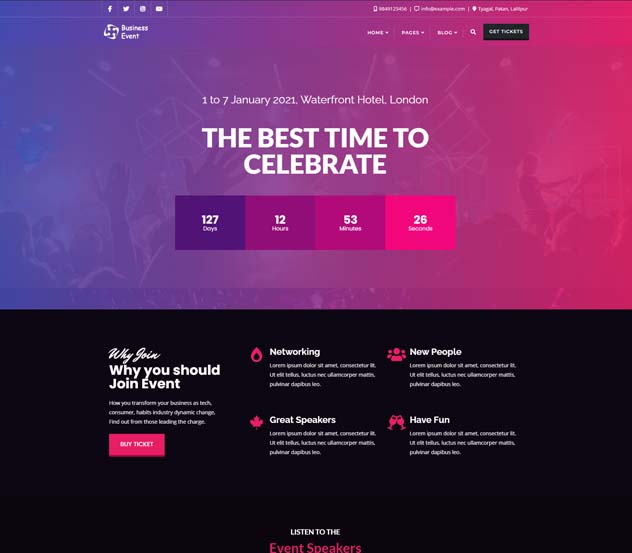 9849123456 | info@example.com | Tyagal, Patan, Lalitpur
Business
Event
HOME PAGES BLOG GET TICKETS
1 to 7 January 2021, Waterfront Hotel, London
THE BEST TIME TO
CELEBRATE
127 12 53 26
Days Hours Minutes Seconds
Why Join
Why you should
Join Event
How you transform your business as tech,
consumer, habits industry dynamic change,
Find out from those leading the charge.
BUY TICKET
Networking
Lorem ipsum dolor sit amet, consectetur lit.
Ut elit tellus, luctus nec ullamcorper mattis,
pulvinar dapibus leo.
New People
Lorem ipsum dolor sit amet, consectetur lit.
Ut elit tellus, luctus nec ullamcorper mattis,
pulvinar dapibus leo.
Great Speakers
Lorem ipsum dolor sit amet, consectetur lit.
Ut elit tellus, luctus nec ullamcorper mattis,
pulvinar dapibus leo.
Have Fun
Lorem ipsum dolor sit amet, consectetur lit.
Ut elit tellus, luctus nec ullamcorper mattis,
pulvinar dapibus leo.
LISTEN TO THE
Event Speakers